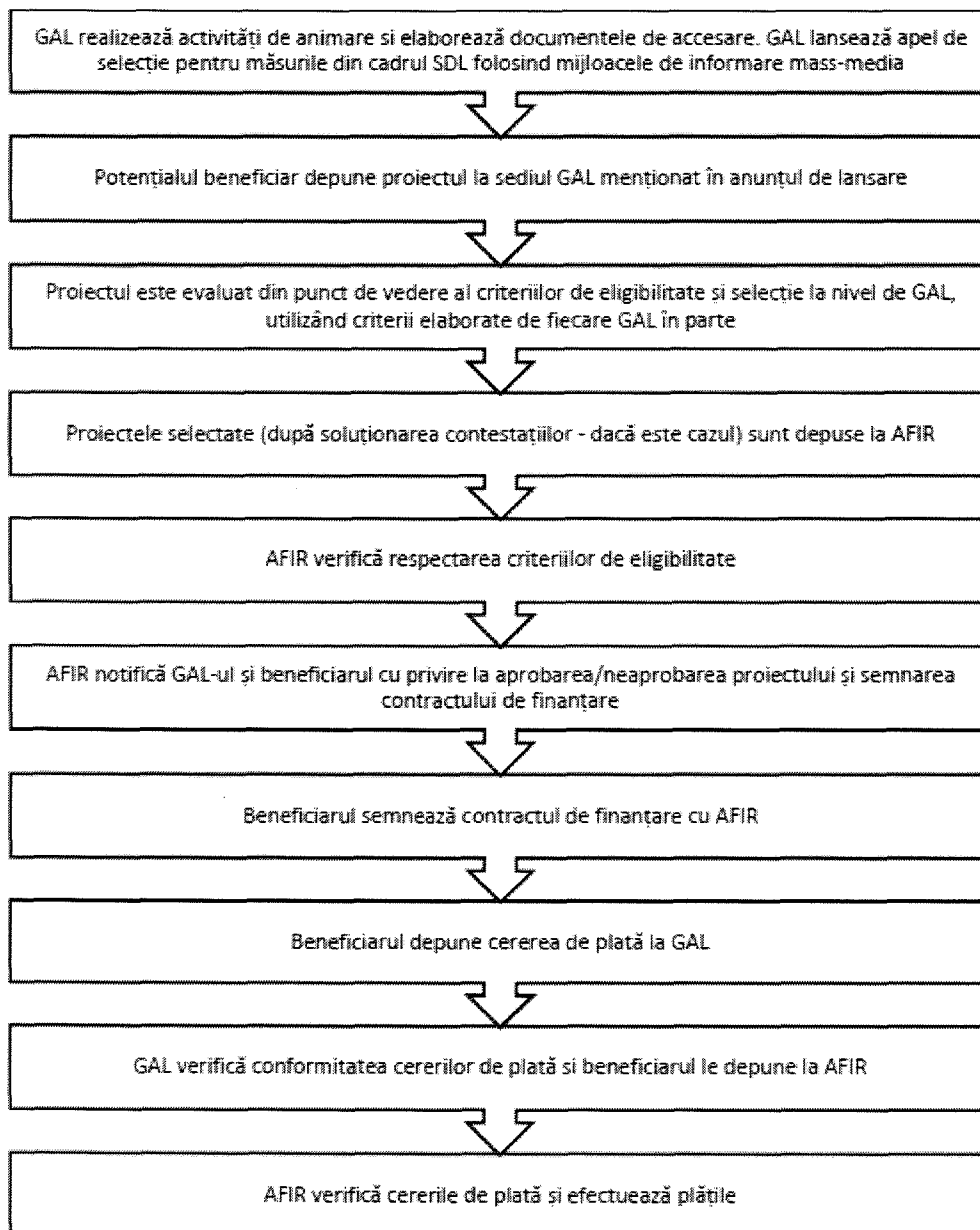 GAL realizează activități de animare si elaborează documentele de accesare. GAL lansează apel de
selecție pentru măsurile din cadrul SDL folosind mijloacele de informare mass-media
Potențialul beneficiar depune proiectul la sediul GAL menționat în anunțul de lansare
Proiectul este evaluat din punct de vedere al criteriilor de eligibilitate si selecție la nivel de GAL,
utilizând criterii elaborate de fiecare GAL în parte
Proiectele selectate (după soluționarea contestațiilor - dacă este cazul) sunt depuse la AFIR
AFIR verifică respectarea criteriilor de eligibilitate
AFIR notifică GAL-ul și beneficiarul cu privire la aprobarea/neaprobarea proiectului și semnarea
contractului de finanțare
Beneficiarul semnează contractul de finanțare cu AFIR
Beneficiarul depune cererea de plată la GAL
GAL verifică conformitatea cererilor de plată si beneficiarul le depune la AFIR
AFIR verifică cererile de plată și efectuează plățile